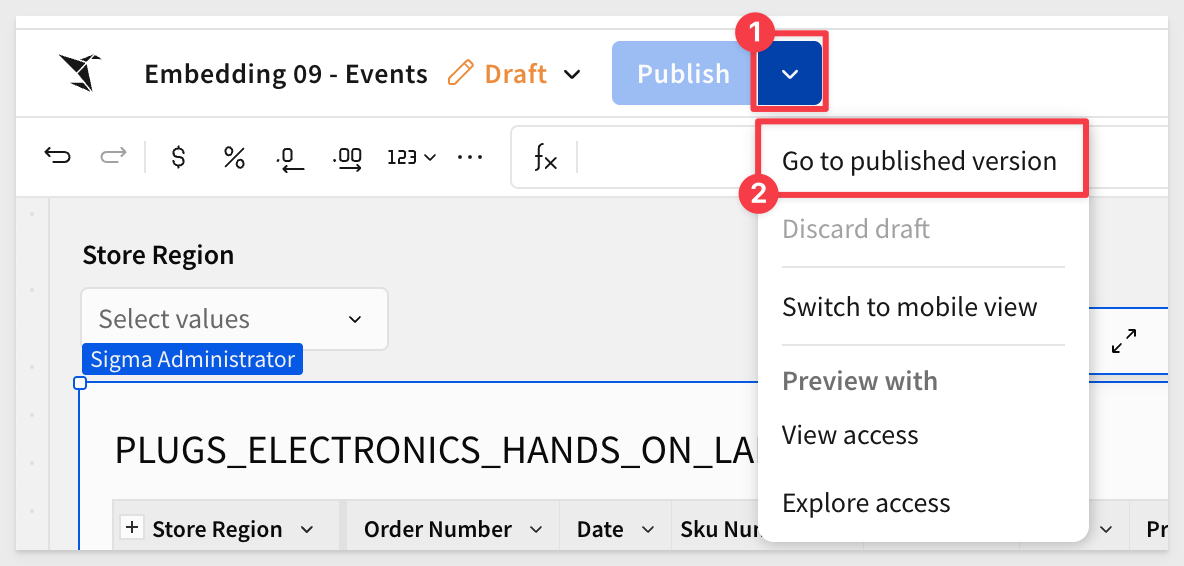 1
Embedding 09 - Events Draft Publish
$ % .0 .00 123 ... fx
Go to published version
2
Discard draft
Store Region
Switch to mobile view
Select values
Sigma Administrator
Preview with
View access
PLUGS_ELECTRONICS_HANDS_ON_LA
Explore access
+ Store Region Order Number Date Sku Pr